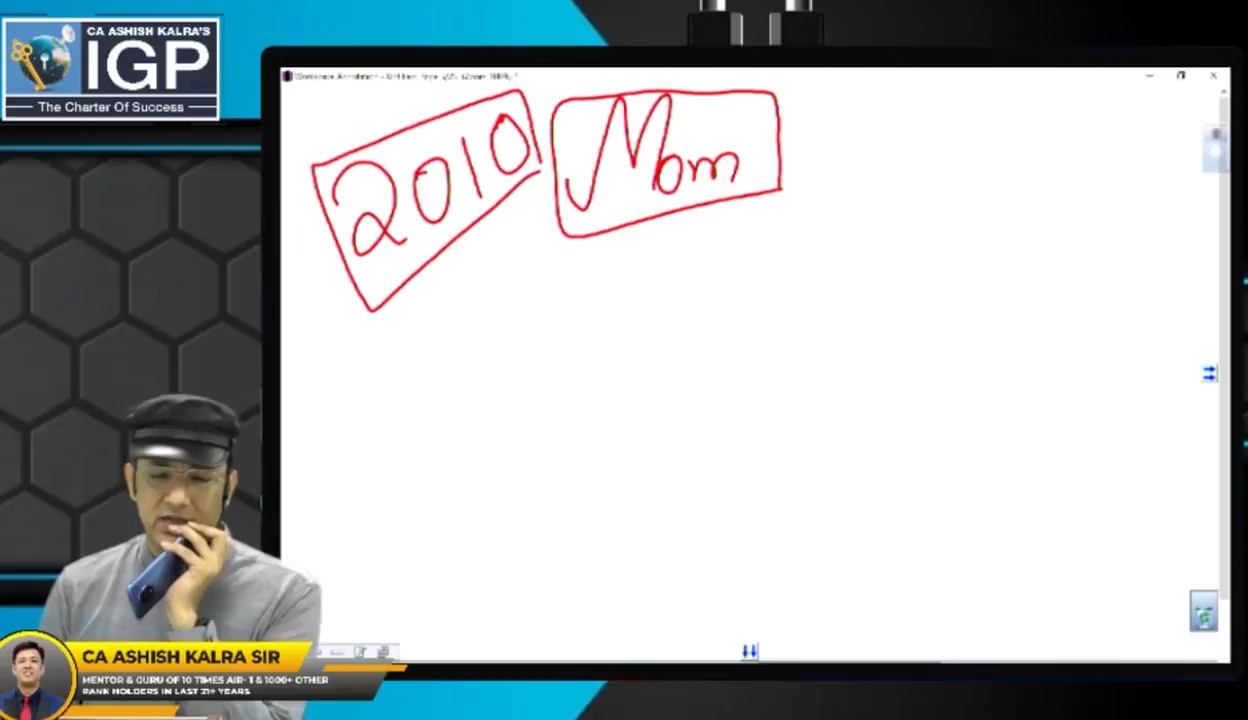 CA ASHISH KALRA'S
IGP
The Charter Of Success
2010 Mom
CA ASHISH KALRA SIR
MENTOR & GURU OF 10 TIMES AIR-1 & 1000+ OTHER
RANK HOLDERS IN LAST 21+ YEARS